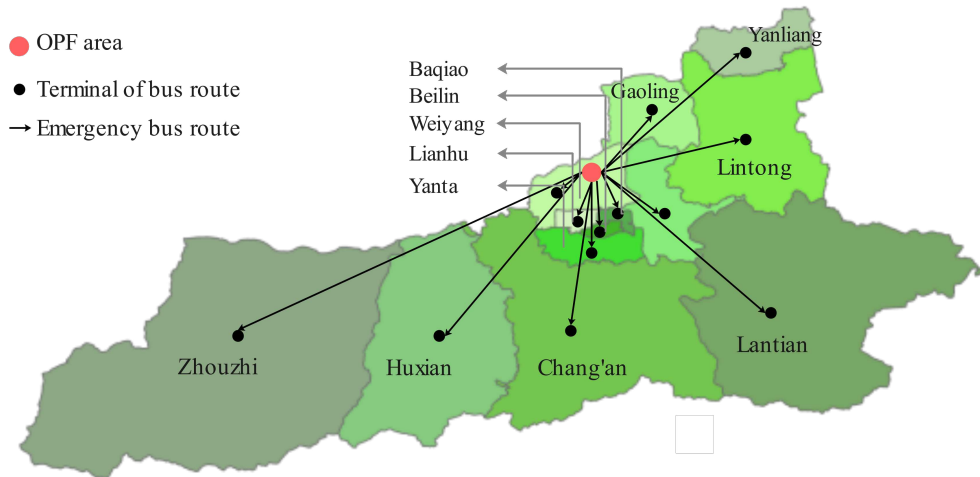 OPF area
Terminal of bus route
Emergency bus route
Baqiao
Beilin
Weiyang
Lianhu
Yanta
Yanliang
Gaoling
Lintong
Zhouzhi
Huxian
Chang'an
Lantian